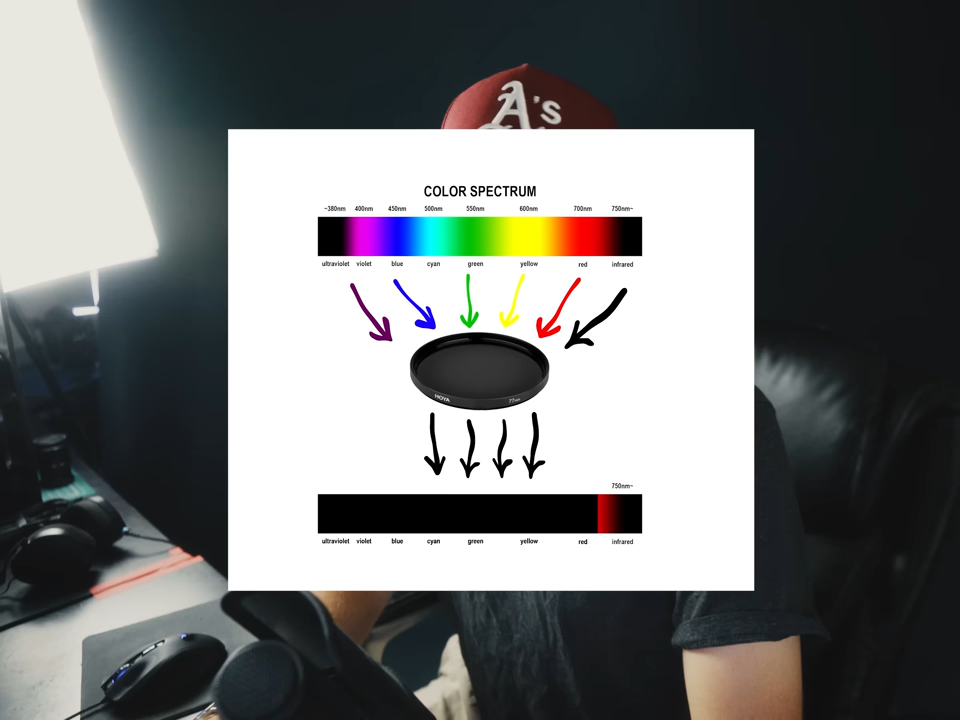 A's
COLOR SPECTRUM
~380nm 400nm 450nm 500nm 550nm 600nm 700nm 750nm~
ultraviolet violet blue cyan green yellow red infrared
HOYA 77mm
750nm~
ultraviolet violet blue cyan green yellow red infrared